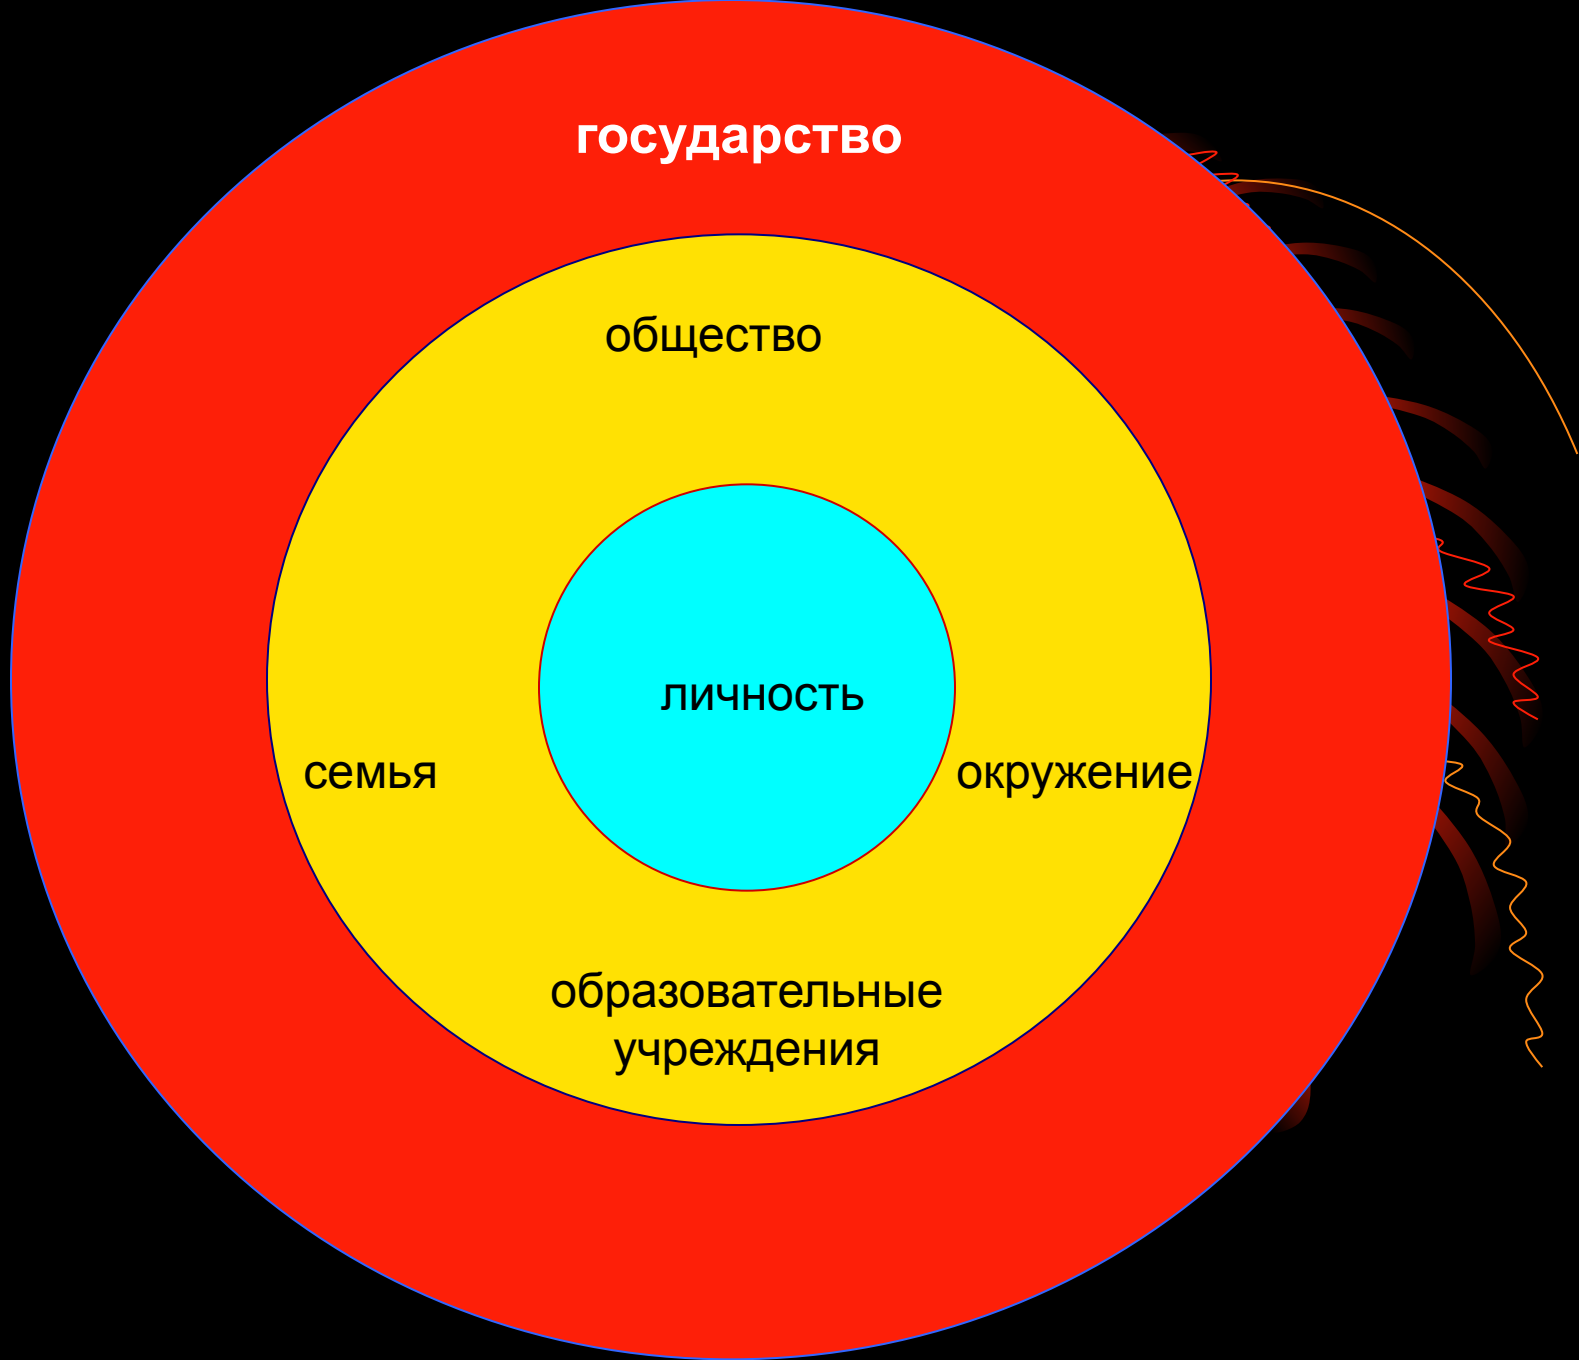 государство
общество
личность
семья
окружение
образовательные
учреждения